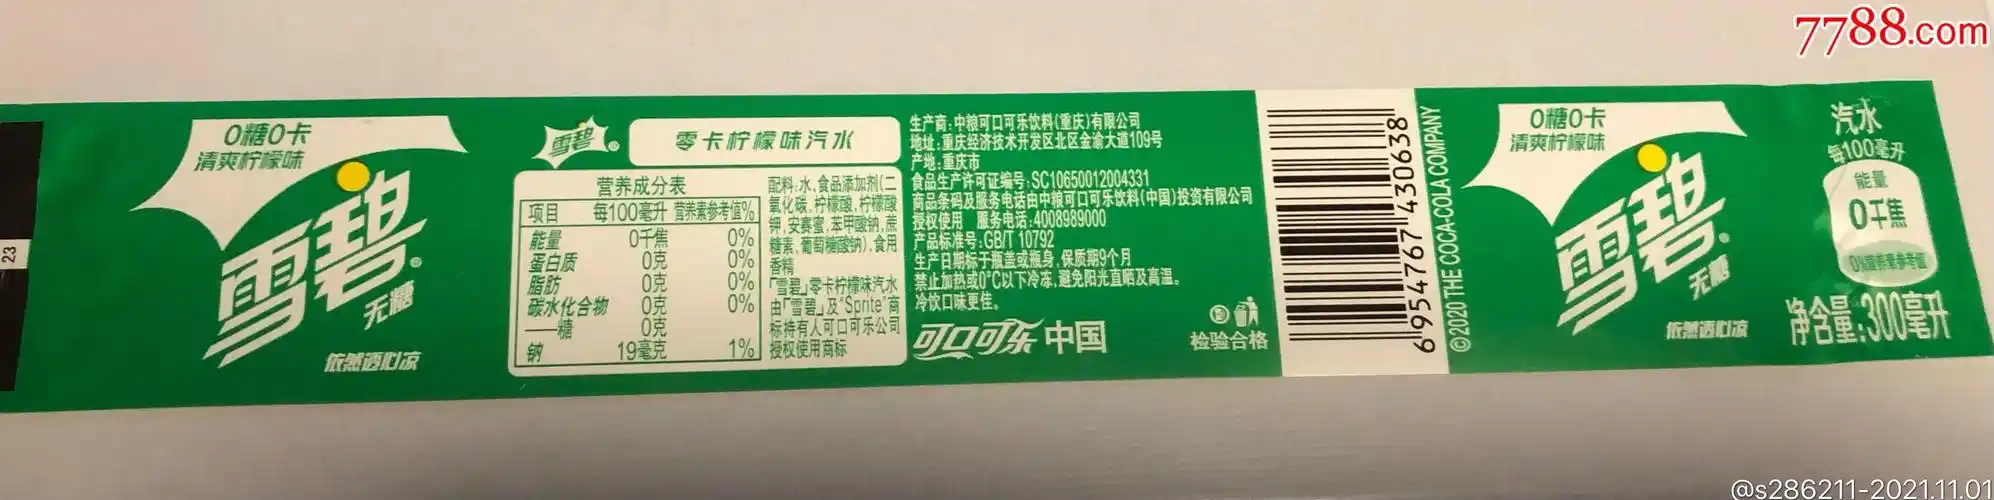 7788.com
23
0糖0卡
清爽柠檬味
雪碧®
无糖
依然透心凉
雪碧®
零卡柠檬味汽水
营养成分表
项目 每100毫升 营养素参考值%
能量 0千焦 0%
蛋白质 0克 0%
脂肪 0克 0%
碳水化合物 0克 0%
——糖 0克
钠 19毫克 1%
配料:水,食品添加剂(二
氧化碳,柠檬酸,柠檬酸
钾,安赛蜜,苯甲酸钠,蔗
糖素,葡萄糖酸钠),食用
香精
「雪碧」零卡柠檬味汽水
由「雪碧」及“Sprite”商
标持有人可口可乐公司
授权使用商标
生产商:中粮可口可乐饮料(重庆)有限公司
地址:重庆经济技术开发区北区金渝大道109号
产地:重庆市
食品生产许可证编号:SC10650012004331
商品条码及服务电话由中粮可口可乐饮料(中国)投资有限公司
授权使用 服务电话:4008989000
产品标准号:GB/T 10792
生产日期标于瓶盖或瓶身,保质期9个月
禁止加热或0°C以下冷冻,避免阳光直晒及高温。
冷饮口味更佳。
可口可乐 中国
检验合格
6954767430638
©2020 THE COCA-COLA COMPANY
0糖0卡
清爽柠檬味
雪碧®
无糖
依然透心凉
汽水
每100毫升
能量
0千焦
0%营养素参考值
净含量:300毫升
@s286211-2021.11.01